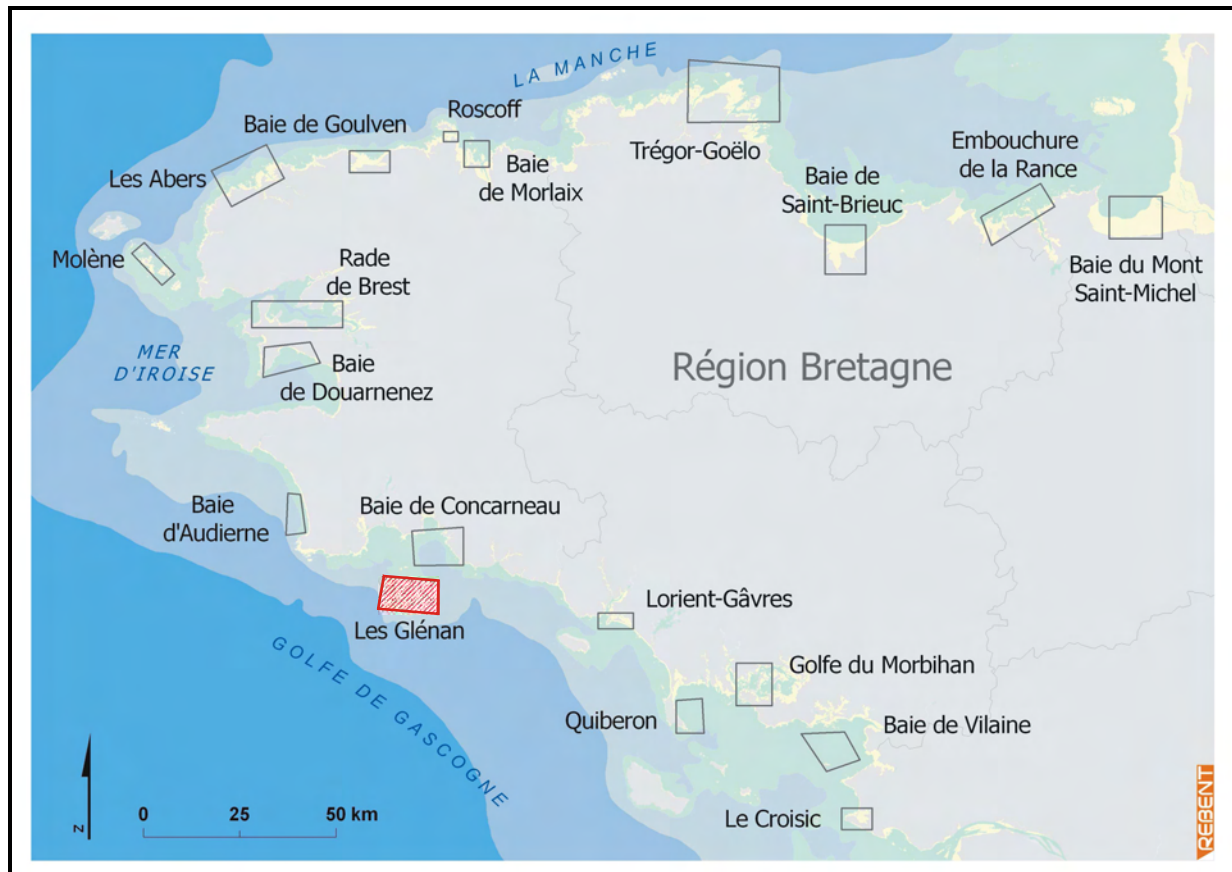 LA MANCHE
Roscoff
Baie de Goulven
Trégor-Goëlo
Embouchure
de la Rance
Les Abers
Baie
de Morlaix
Baie de
Saint-Brieuc
Molène
Rade
de Brest
Baie du Mont
Saint-Michel
MER
D'IROISE
Baie
de Douarnenez
Région Bretagne
Baie
d'Audierne
Baie de Concarneau
Les Glénan
Lorient-Gâvres
GOLFE DE GASCOGNE
Golfe du Morbihan
Quiberon
Baie de Vilaine
Le Croisic
N
0 25 50 km
REBENT